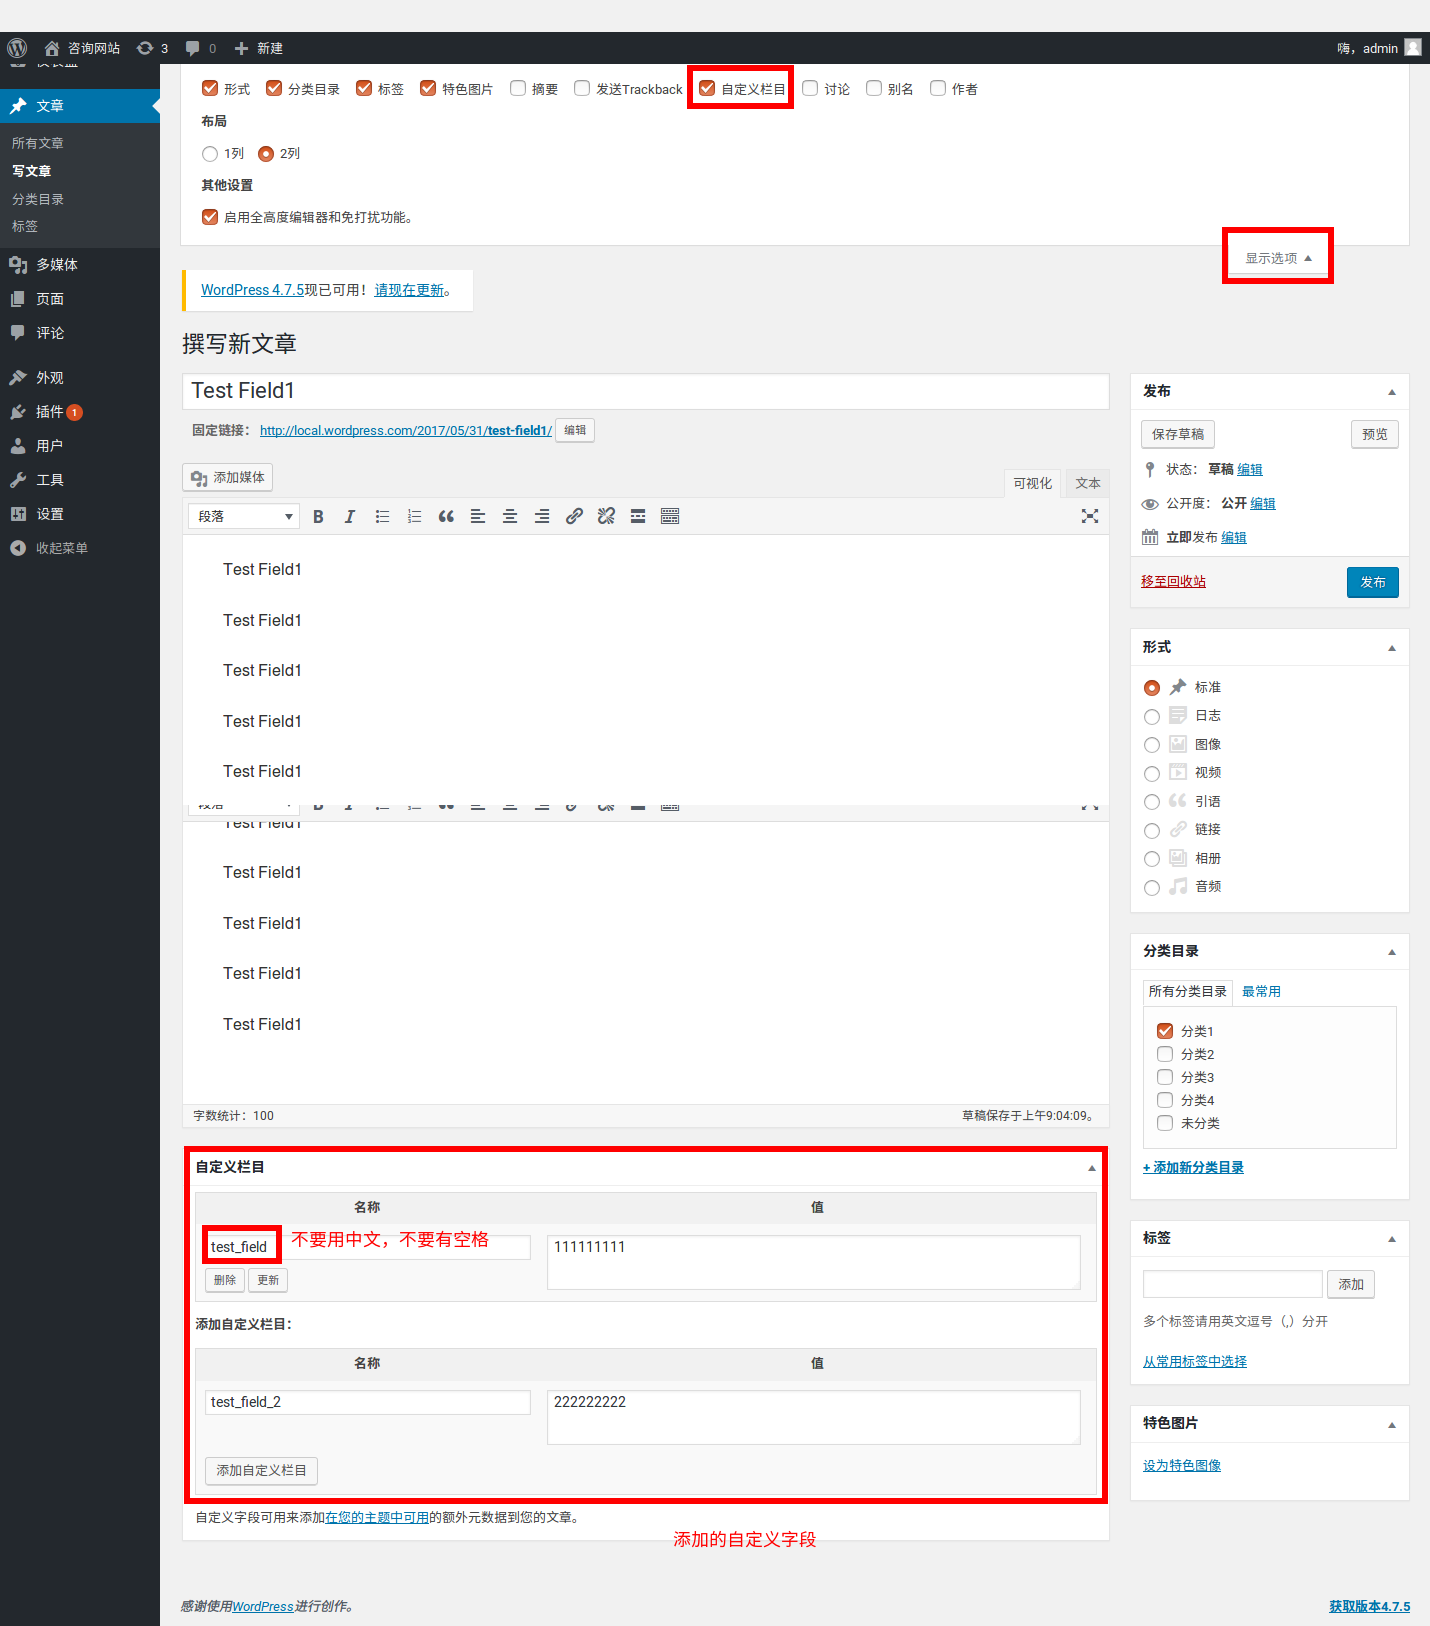 咨询网站 3 0 新建 嗨，admin
文章
所有文章
写文章
分类目录
标签
多媒体
页面
评论
外观
插件 1
用户
工具
设置
收起菜单
形式 分类目录 标签 特色图片 摘要 发送Trackback 自定义栏目 讨论 别名 作者
布局
1列 2列
其他设置
启用全高度编辑器和免打扰功能。
显示选项
WordPress 4.7.5现已可用！请现在更新。
撰写新文章
Test Field1
固定链接： http://local.wordpress.com/2017/05/31/test-field1/ 编辑
添加媒体
可视化 文本
段落
Test Field1
Test Field1
Test Field1
Test Field1
Test Field1
段落
Test Field1
Test Field1
Test Field1
Test Field1
Test Field1
字数统计：100 草稿保存于上午9:04:09。
自定义栏目
名称 值
test_field 不要用中文，不要有空格 111111111
删除 更新
添加自定义栏目：
名称 值
test_field_2 222222222
添加自定义栏目
自定义字段可用来添加在您的主题中可用的额外元数据到您的文章。
添加的自定义字段
发布
保存草稿 预览
状态： 草稿 编辑
公开度： 公开 编辑
立即发布 编辑
移至回收站 发布
形式
标准
日志
图像
视频
引语
链接
相册
音频
分类目录
所有分类目录 最常用
分类1
分类2
分类3
分类4
未分类
+ 添加新分类目录
标签
添加
多个标签请用英文逗号（,）分开
从常用标签中选择
特色图片
设为特色图像
感谢使用WordPress进行创作。 获取版本4.7.5